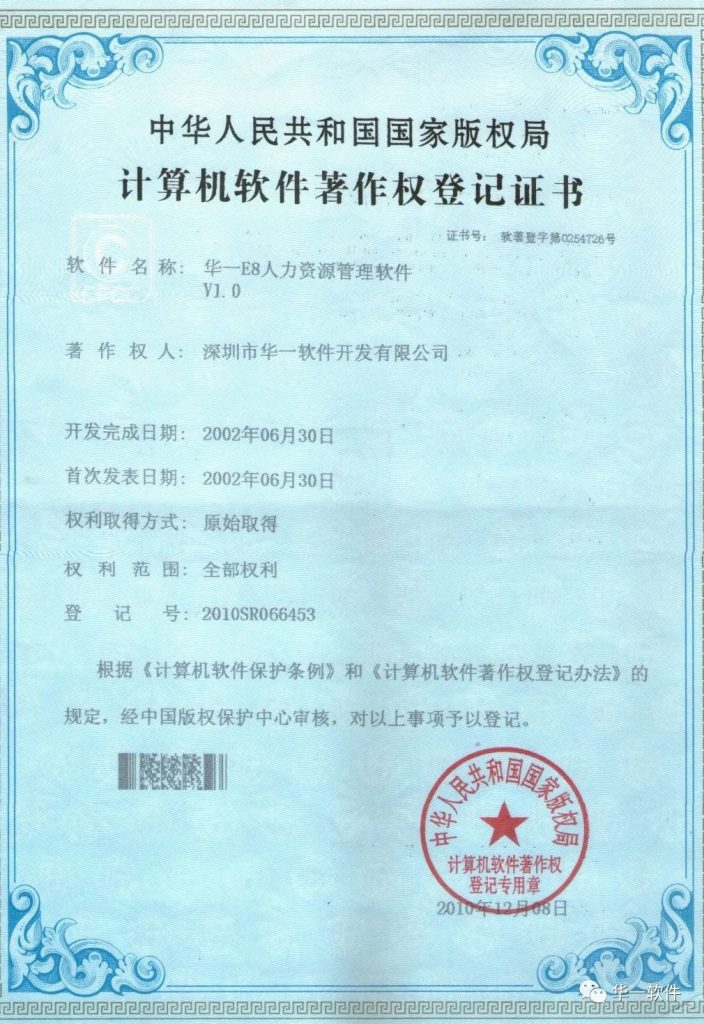 中华人民共和国国家版权局
计算机软件著作权登记证书
证书号: 软著登字第0254726号
软件名称: 华一E8人力资源管理软件
V1.0
著作权人: 深圳市华一软件开发有限公司
开发完成日期: 2002年06月30日
首次发表日期: 2002年06月30日
权利取得方式: 原始取得
权利范围: 全部权利
登记号: 2010SR066453
根据《计算机软件保护条例》和《计算机软件著作权登记办法》的
规定，经中国版权保护中心审核，对以上事项予以登记。
中华人民共和国国家版权局
计算机软件著作权
登记专用章
2010年12月08日
华一软件